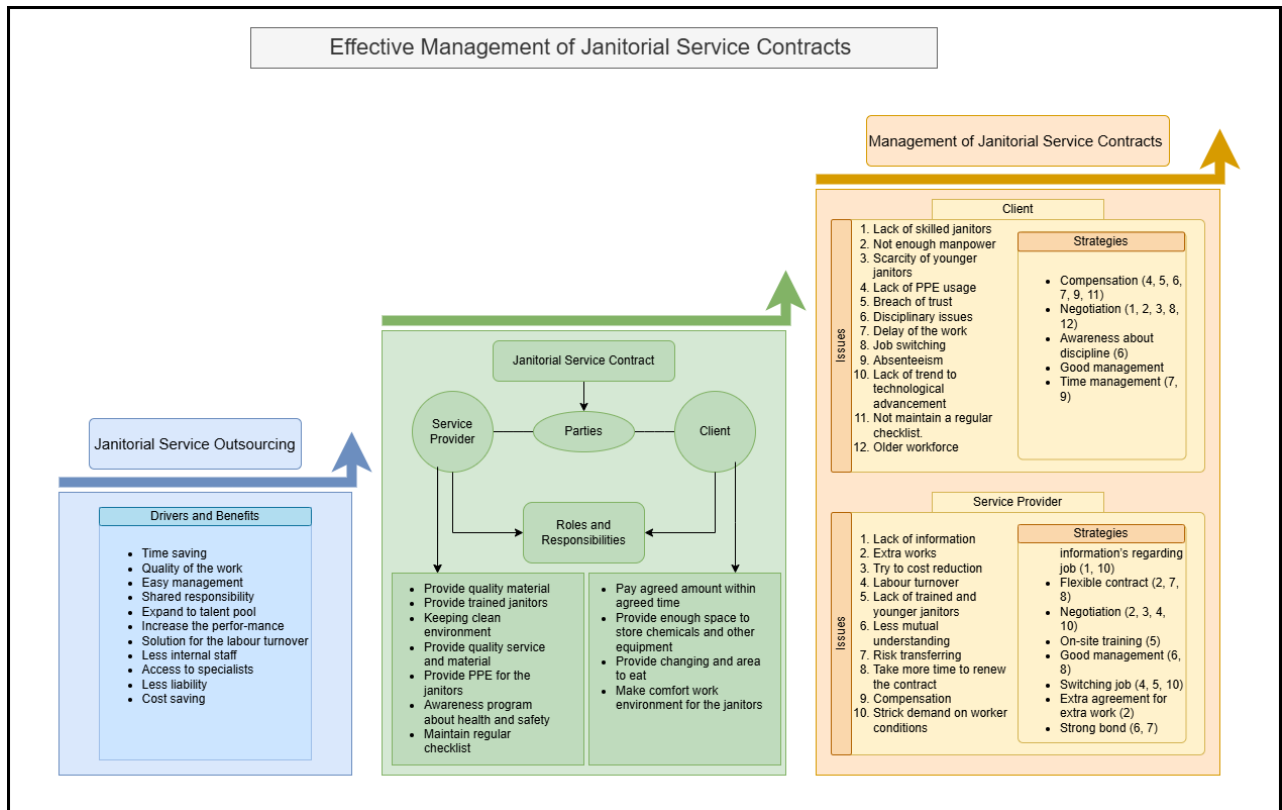 Effective Management of Janitorial Service Contracts
Janitorial Service Outsourcing
Drivers and Benefits
• Time saving
• Quality of the work
• Easy management
• Shared responsibility
• Expand to talent pool
• Increase the perfor-mance
• Solution for the labour turnover
• Less internal staff
• Access to specialists
• Less liability
• Cost saving
Janitorial Service Contract
Service
Provider
Parties
Client
Roles and
Responsibilities
• Provide quality material
• Provide trained janitors
• Keeping clean
environment
• Provide quality service
and material
• Provide PPE for the
janitors
• Awareness program
about health and safety
• Maintain regular
checklist
• Pay agreed amount within
agreed time
• Provide enough space to
store chemicals and other
equipment
• Provide changing and area
to eat
• Make comfort work
environment for the janitors
Management of Janitorial Service Contracts
Client
Issues
1. Lack of skilled janitors
2. Not enough manpower
3. Scarcity of younger
janitors
4. Lack of PPE usage
5. Breach of trust
6. Disciplinary issues
7. Delay of the work
8. Job switching
9. Absenteeism
10. Lack of trend to
technological
advancement
11. Not maintain a regular
checklist.
12. Older workforce
Strategies
• Compensation (4, 5, 6,
7, 9, 11)
• Negotiation (1, 2, 3, 8,
12)
• Awareness about
discipline (6)
• Good management
• Time management (7,
9)
Service Provider
Issues
1. Lack of information
2. Extra works
3. Try to cost reduction
4. Labour turnover
5. Lack of trained and
younger janitors
6. Less mutual
understanding
7. Risk transferring
8. Take more time to renew
the contract
9. Compensation
10. Strick demand on worker
conditions
Strategies
information's regarding
job (1, 10)
• Flexible contract (2, 7,
8)
• Negotiation (2, 3, 4,
10)
• On-site training (5)
• Good management (6,
8)
• Switching job (4, 5, 10)
• Extra agreement for
extra work (2)
• Strong bond (6, 7)